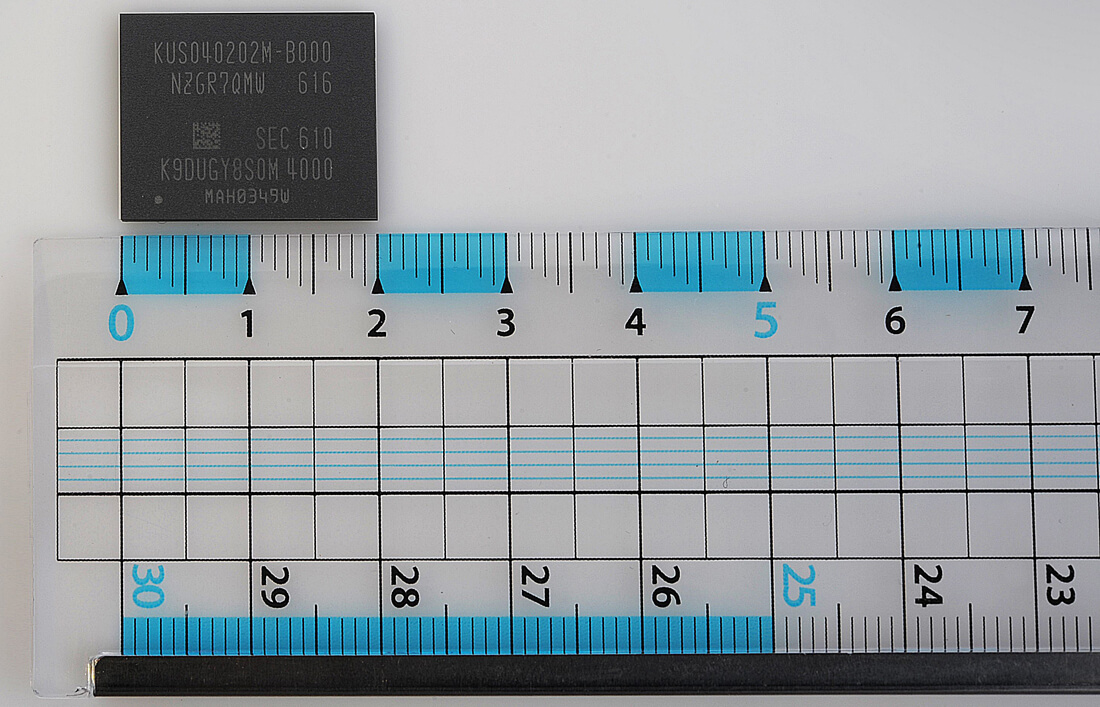 KUS040202M-B000
NZGR7QMW 616
SEC 610
K9DUGY8S0M 4000
MAH0349W
0 1 2 3 4 5 6 7
30 29 28 27 26 25 24 23